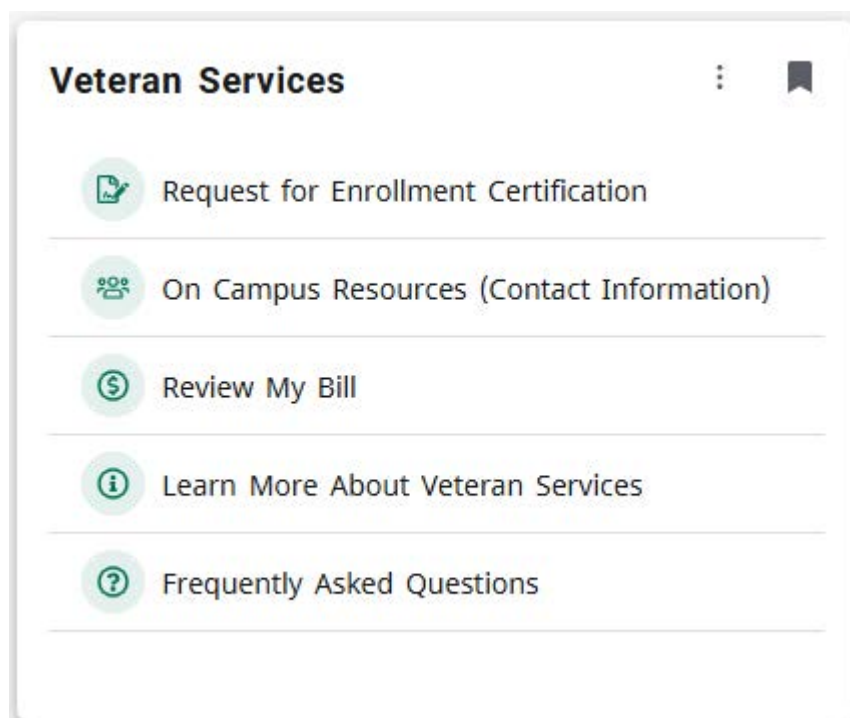 Veteran Services
Request for Enrollment Certification
On Campus Resources (Contact Information)
Review My Bill
Learn More About Veteran Services
Frequently Asked Questions